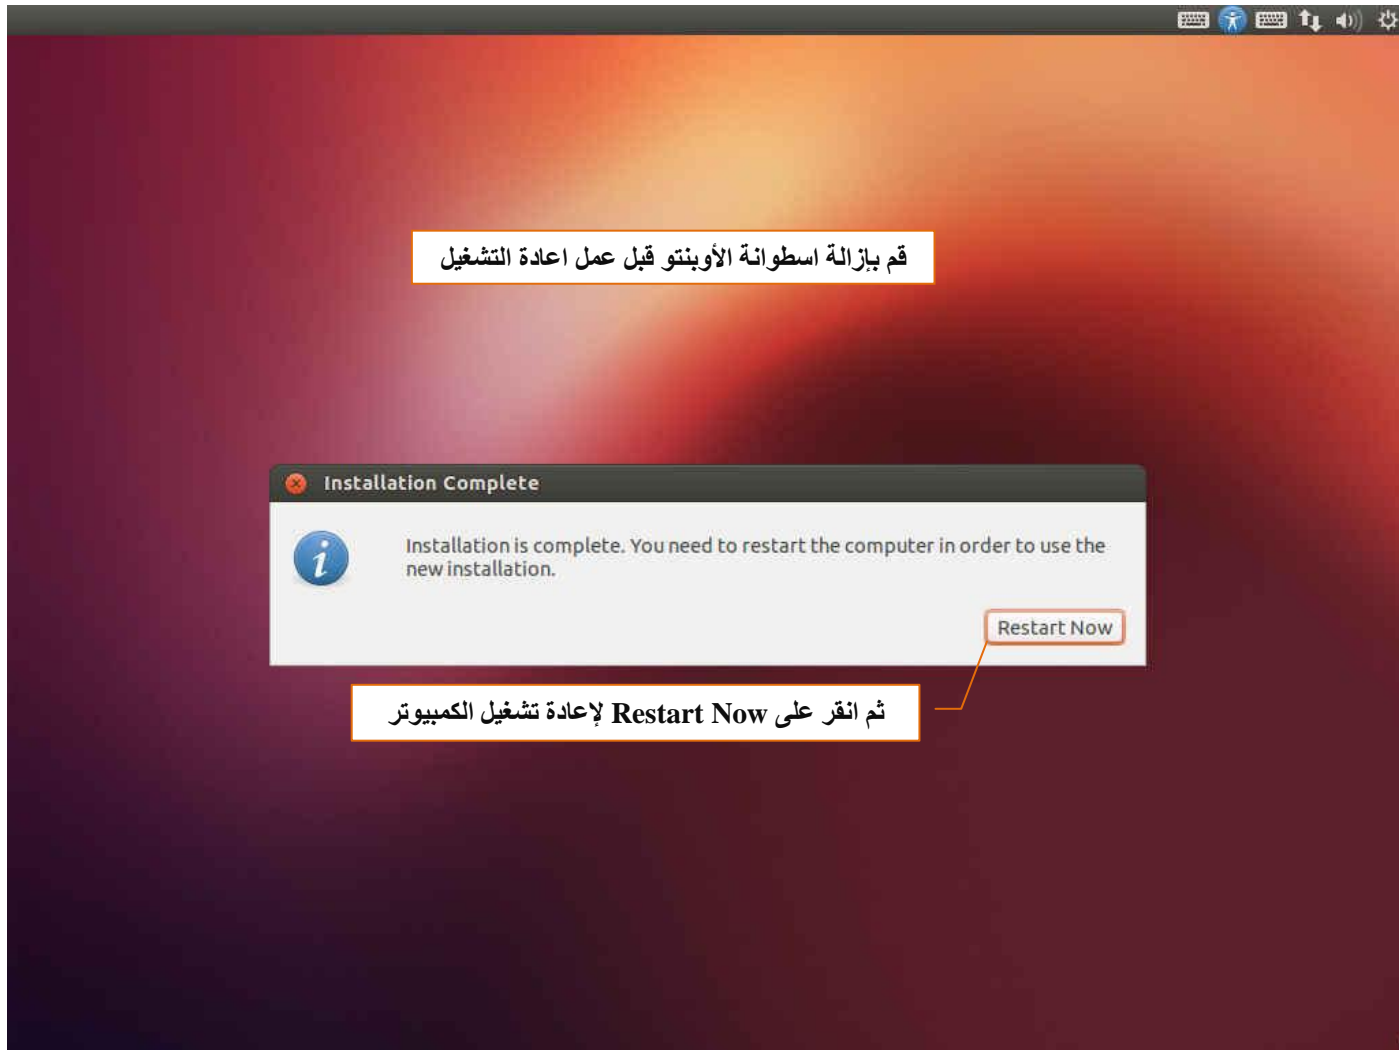 قم بإزالة اسطوانة الأوبنتو قبل عمل اعادة التشغيل
Installation Complete
Installation is complete. You need to restart the computer in order to use the
new installation.
Restart Now
ثم انقر على Restart Now لإعادة تشغيل الكمبيوتر